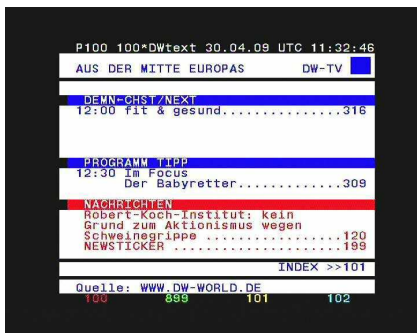 P100 100*DWtext 30.04.09 UTC 11:32:46
AUS DER MITTE EUROPAS DW-TV
DEMN←CHST/NEXT
12:00 fit & gesund...............316
PROGRAMM TIPP
12:30 Im Focus
Der Babyretter.............309
NACHRICHTEN
Robert-Koch-Institut: kein
Grund zum Aktionismus wegen
Schweinegrippe .................120
NEWSTICKER .....................199
INDEX >>101
Quelle: WWW.DW-WORLD.DE
100 899 101 102